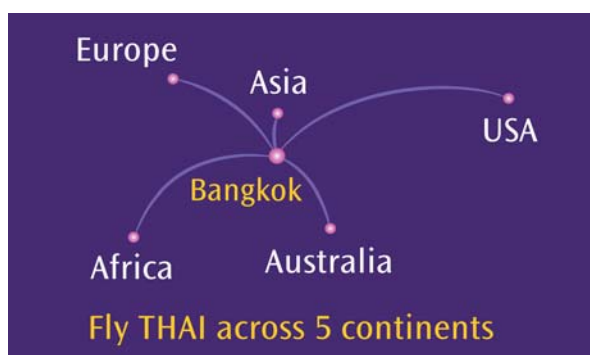 Europe
Asia
USA
Bangkok
Africa
Australia
Fly THAI across 5 continents